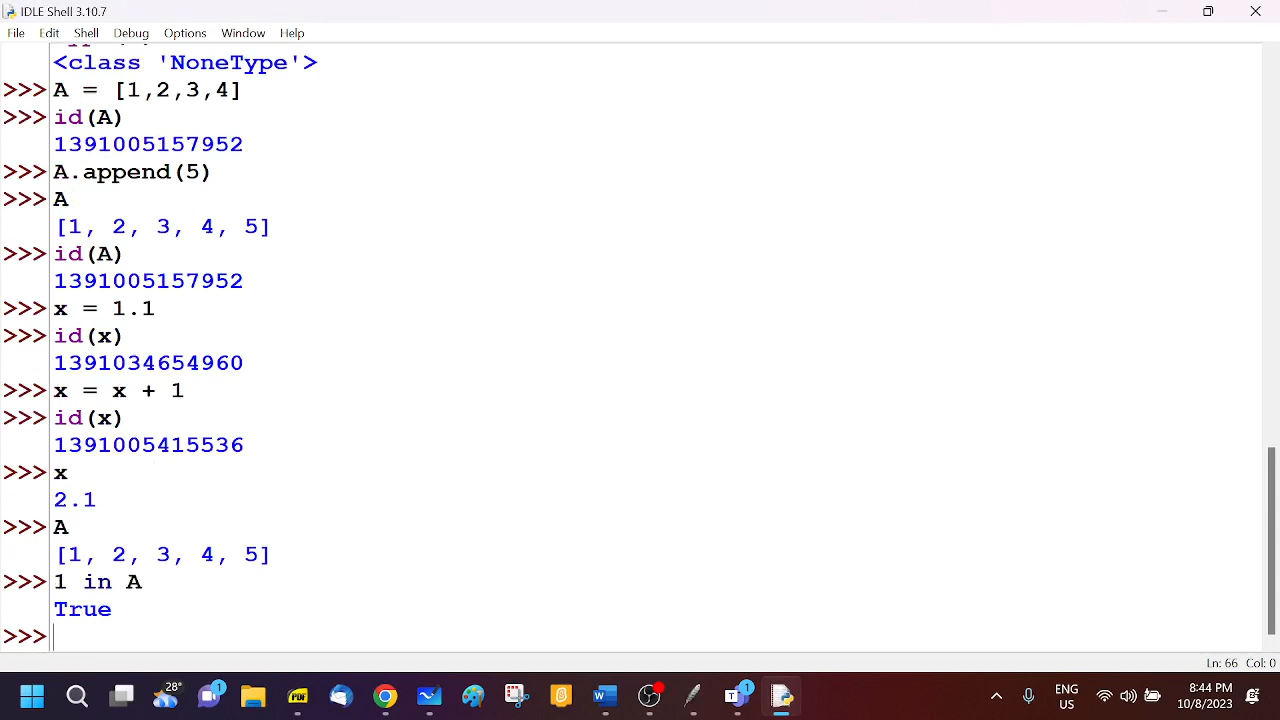 IDLE Shell 3.10.7
File Edit Shell Debug Options Window Help
<class 'NoneType'>
>>> A = [1,2,3,4]
>>> id(A)
1391005157952
>>> A.append(5)
>>> A
[1, 2, 3, 4, 5]
>>> id(A)
1391005157952
>>> x = 1.1
>>> id(x)
1391034654960
>>> x = x + 1
>>> id(x)
1391005415536
>>> x
2.1
>>> A
[1, 2, 3, 4, 5]
>>> 1 in A
True
>>>
Ln: 66 Col: 0
28°
1
PDF
1
ENG
US
8:44 PM
10/8/2023